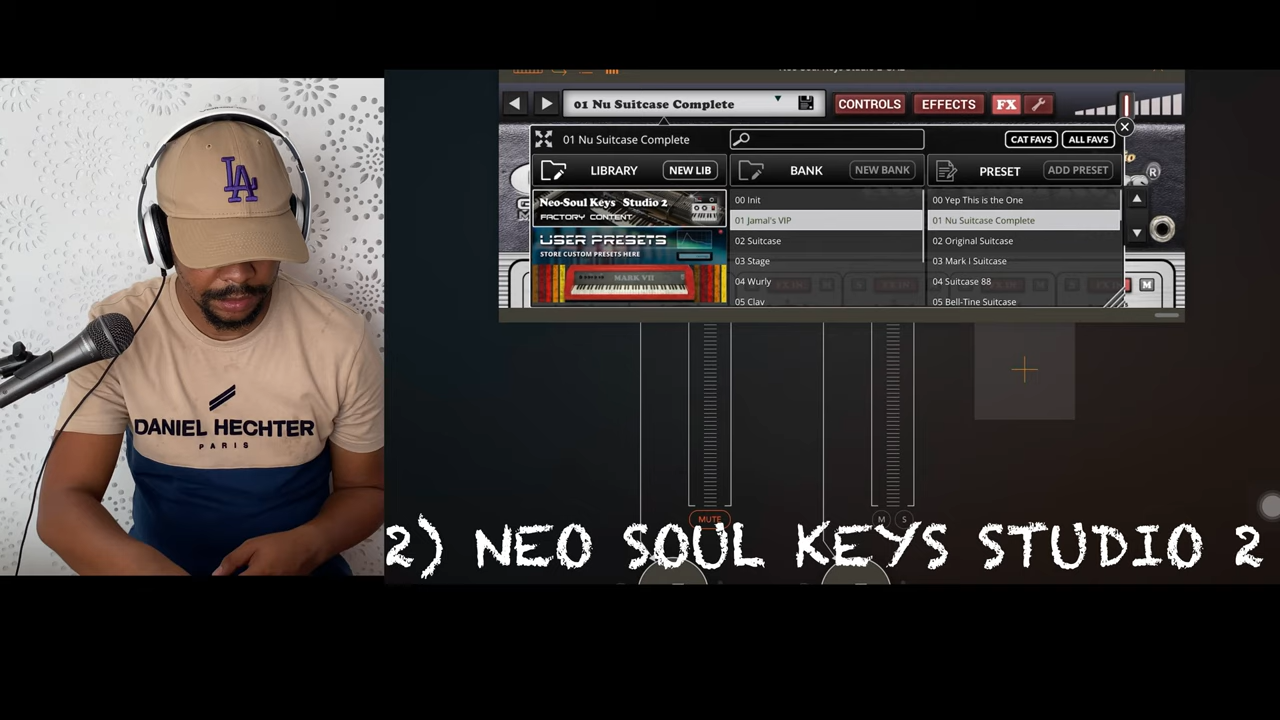 01 Nu Suitcase Complete
CONTROLS
EFFECTS
FX
01 Nu Suitcase Complete
CAT FAVS
ALL FAVS
LIBRARY
NEW LIB
BANK
NEW BANK
PRESET
ADD PRESET
R
Neo-Soul Keys Studio 2
FACTORY CONTENT
USER PRESETS
STORE CUSTOM PRESETS HERE
MARK VII
00 Init
01 Jamal's VIP
02 Suitcase
03 Stage
04 Wurly
05 Clav
00 Yep This is the One
01 Nu Suitcase Complete
02 Original Suitcase
03 Mark I Suitcase
04 Suitcase 88
05 Bell-Tine Suitcase
M
MUTE
M
S
LA
DANIEL HECHTER
PARIS
2) NEO SOUL KEYS STUDIO 2